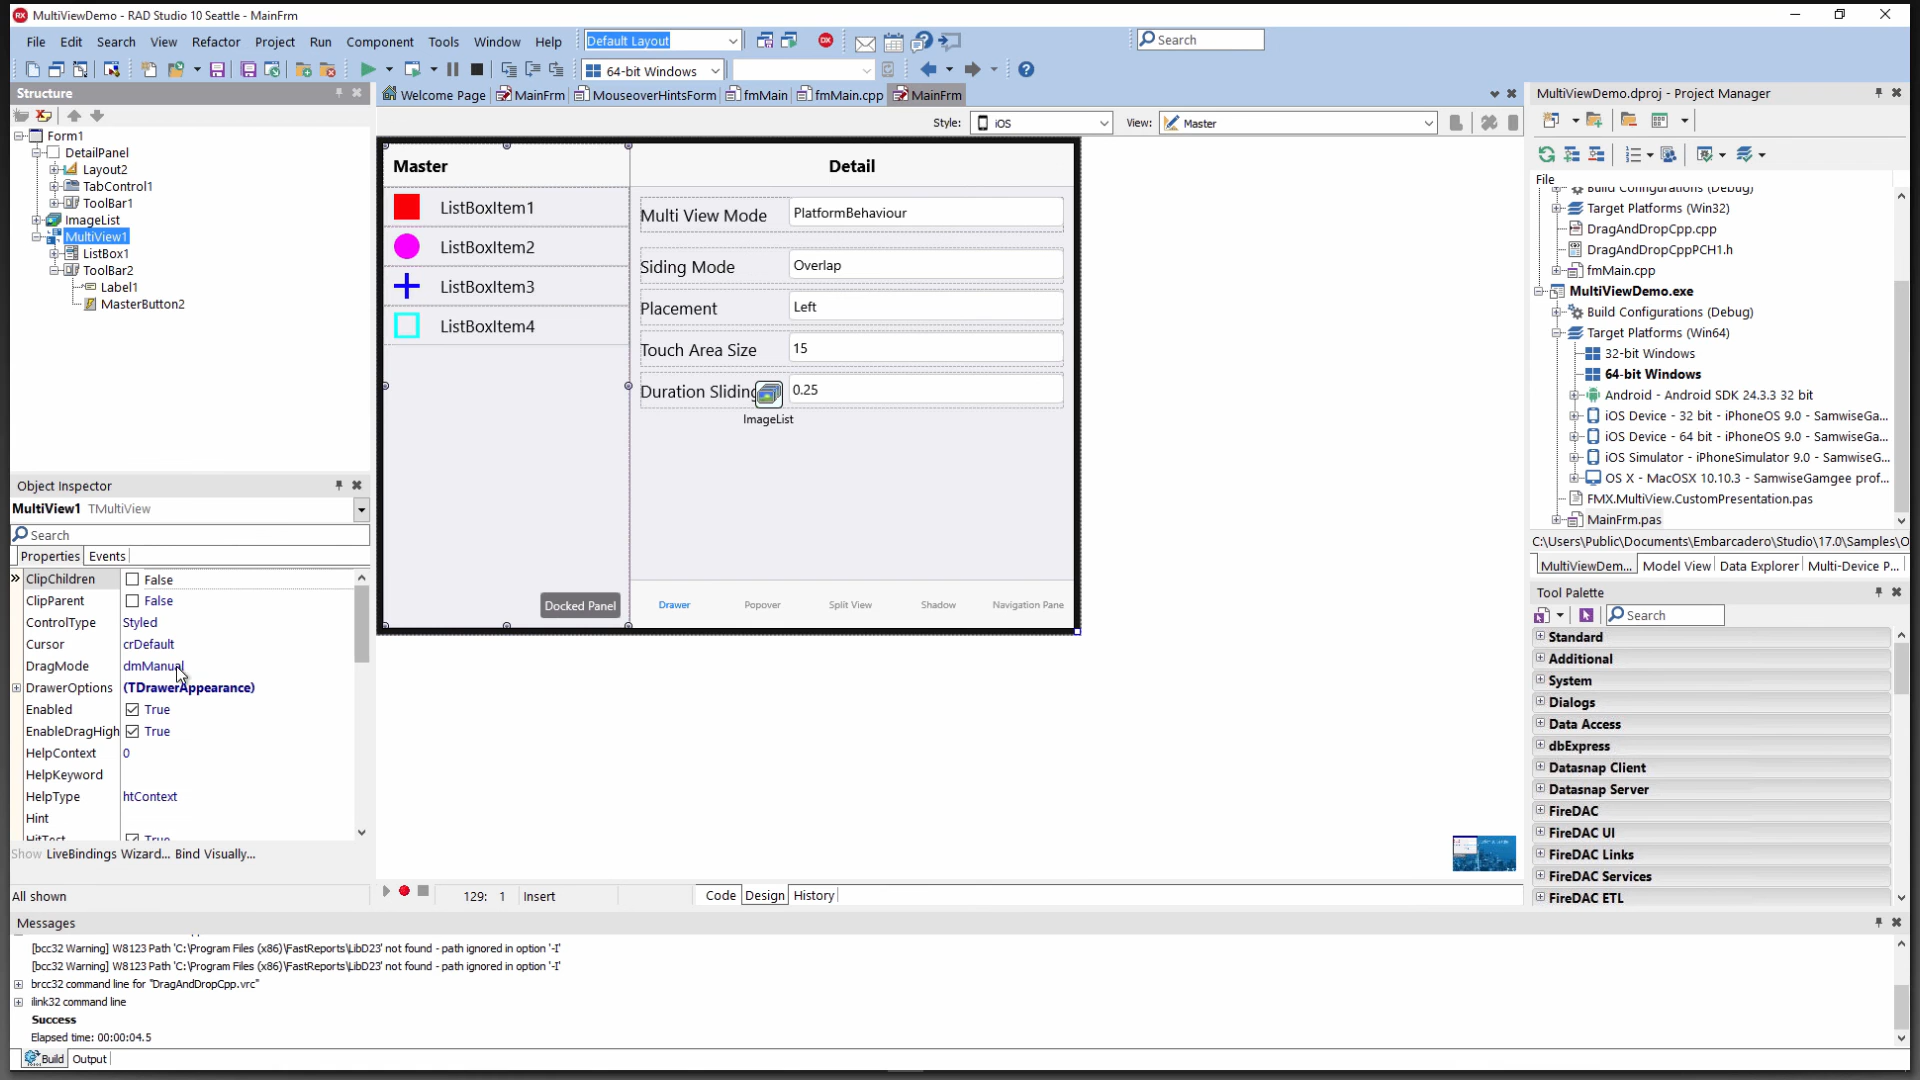 MultiViewDemo - RAD Studio 10 Seattle - MainFrm
File Edit Search View Refactor Project Run Component Tools Window Help
Default Layout
Search
64-bit Windows
Structure
Form1
DetailPanel
Layout2
TabControl1
ToolBar1
ImageList
MultiView1
ListBox1
ToolBar2
Label1
MasterButton2
Object Inspector
MultiView1 TMultiView
Search
Properties Events
ClipChildren False
ClipParent False
ControlType Styled
Cursor crDefault
DragMode dmManual
DrawerOptions (TDrawerAppearance)
Enabled True
EnableDragHigh True
HelpContext 0
HelpKeyword
HelpType htContext
Hint
HitTest True
Show LiveBindings Wizard... Bind Visually...
All shown
Welcome Page MainFrm MouseoverHintsForm fmMain fmMain.cpp MainFrm
Style: iOS View: Master
Master
ListBoxItem1
ListBoxItem2
ListBoxItem3
ListBoxItem4
Docked Panel
Detail
Multi View Mode PlatformBehaviour
Siding Mode Overlap
Placement Left
Touch Area Size 15
Duration Sliding 0.25
ImageList
Drawer Popover Split View Shadow Navigation Pane
129: 1 Insert
Code Design History
MultiViewDemo.dproj - Project Manager
File
Build Configurations (Debug)
Target Platforms (Win32)
DragAndDropCpp.cpp
DragAndDropCppPCH1.h
fmMain.cpp
MultiViewDemo.exe
Build Configurations (Debug)
Target Platforms (Win64)
32-bit Windows
64-bit Windows
Android - Android SDK 24.3.3 32 bit
iOS Device - 32 bit - iPhoneOS 9.0 - SamwiseGa...
iOS Device - 64 bit - iPhoneOS 9.0 - SamwiseGa...
iOS Simulator - iPhoneSimulator 9.0 - SamwiseG...
OS X - MacOSX 10.10.3 - SamwiseGamgee prof...
FMX.MultiView.CustomPresentation.pas
MainFrm.pas
C:\Users\Public\Documents\Embarcadero\Studio\17.0\Samples\O
MultiViewDem... Model View Data Explorer Multi-Device P...
Tool Palette
Search
Standard
Additional
System
Dialogs
Data Access
dbExpress
Datasnap Client
Datasnap Server
FireDAC
FireDAC UI
FireDAC Links
FireDAC Services
FireDAC ETL
Messages
[bcc32 Warning] W8123 Path 'C:\Program Files (x86)\FastReports\LibD23' not found - path ignored in option '-I'
[bcc32 Warning] W8123 Path 'C:\Program Files (x86)\FastReports\LibD23' not found - path ignored in option '-I'
brcc32 command line for "DragAndDropCpp.vrc"
ilink32 command line
Success
Elapsed time: 00:00:04.5
Build Output